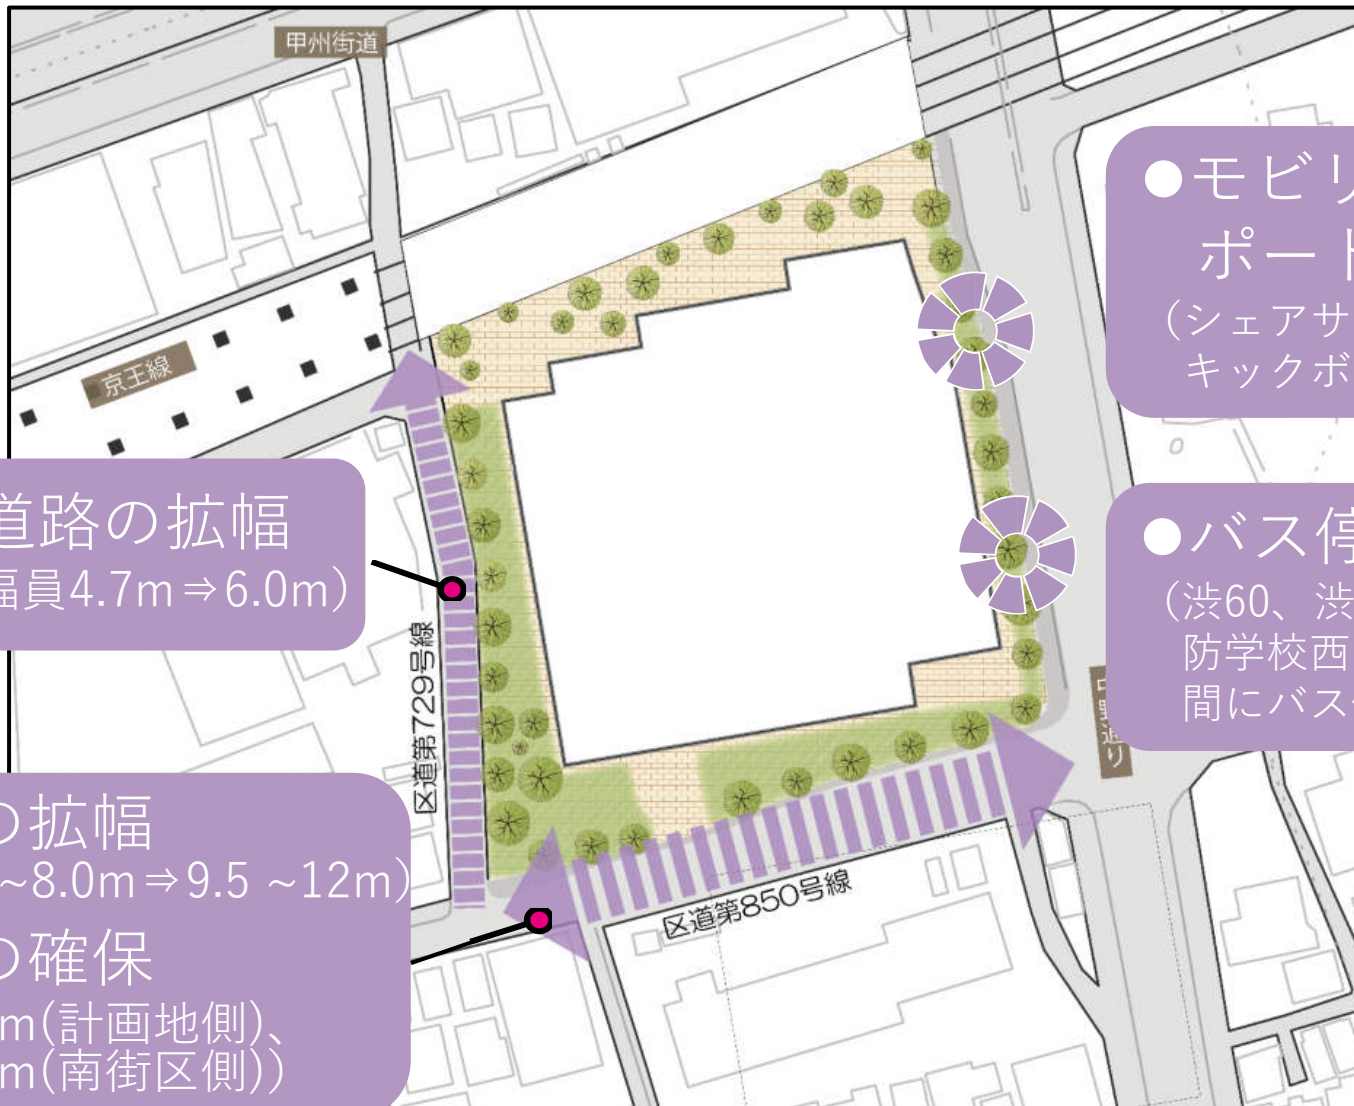 甲州街道
●モビリ
ポート
(シェアサ
キックボ
京王線
道路の拡幅
幅員4.7m⇒6.0m)
●バス停
(渋60、渋
防学校西
間にバス
区道第729号線
中野通り
の拡幅
~8.0m⇒9.5 ~12m)
区道第850号線
の確保
m(計画地側)、
m(南街区側))